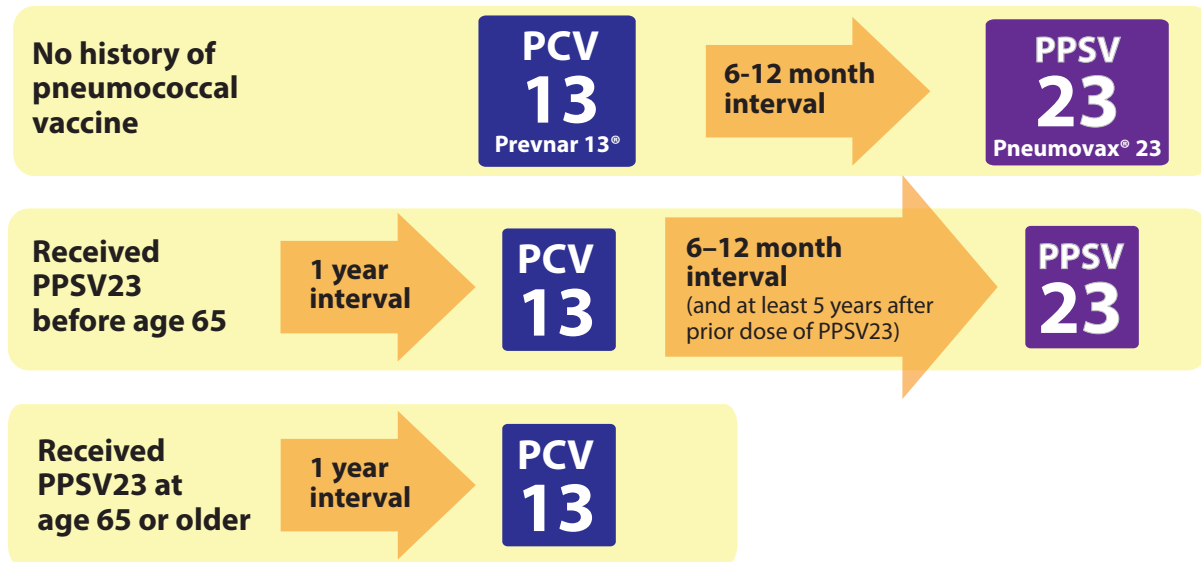 No history of
pneumococcal
vaccine
PCV
13
Prevnar 13®
6-12 month
interval
PPSV
23
Pneumovax® 23
Received
PPSV23
before age 65
1 year
interval
PCV
13
6–12 month
interval
(and at least 5 years after
prior dose of PPSV23)
PPSV
23
Received
PPSV23 at
age 65 or older
1 year
interval
PCV
13